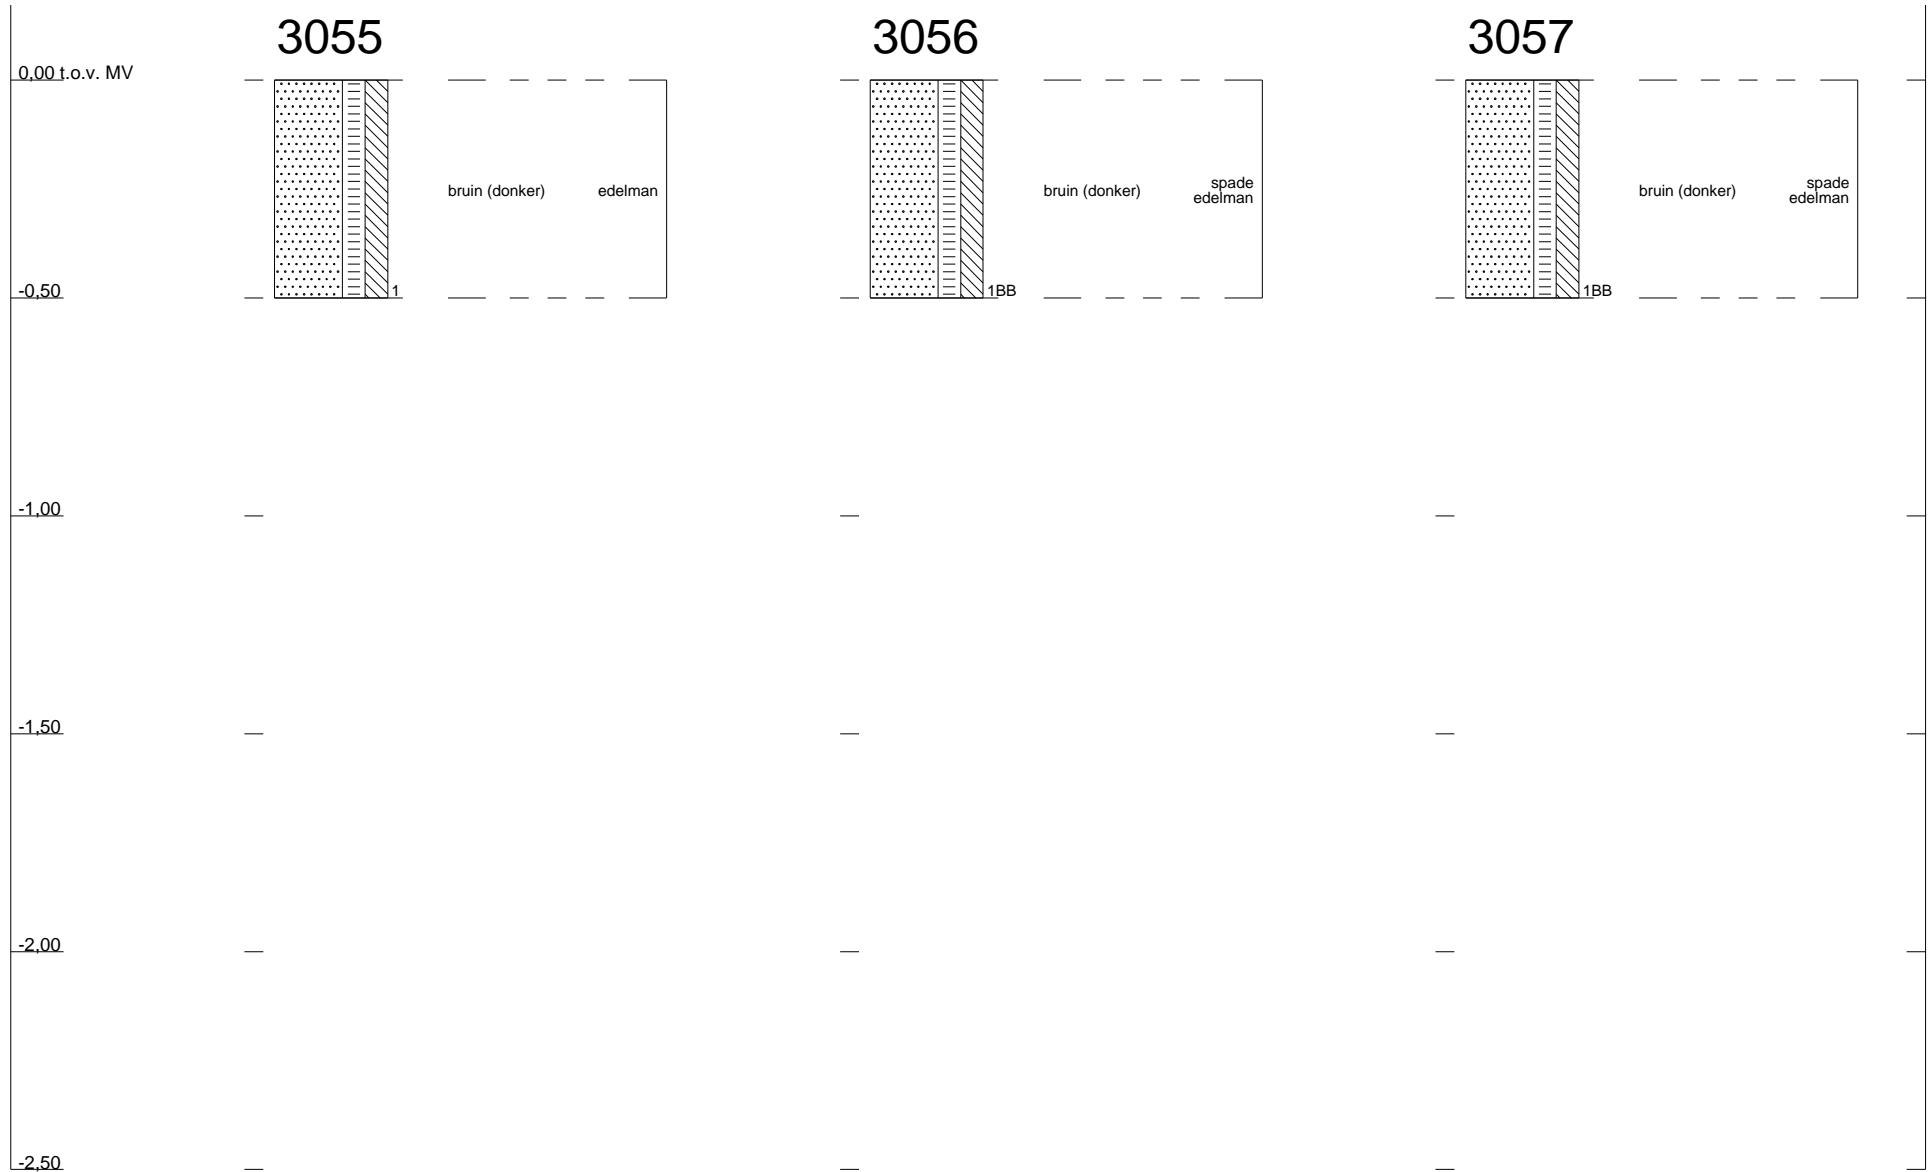 3055 3056 3057
0,00 t.o.v. MV
bruin (donker) edelman
bruin (donker) spade
edelman
bruin (donker) spade
edelman
-0,50 1 1BB 1BB
-1,00
-1,50
-2,00
-2,50